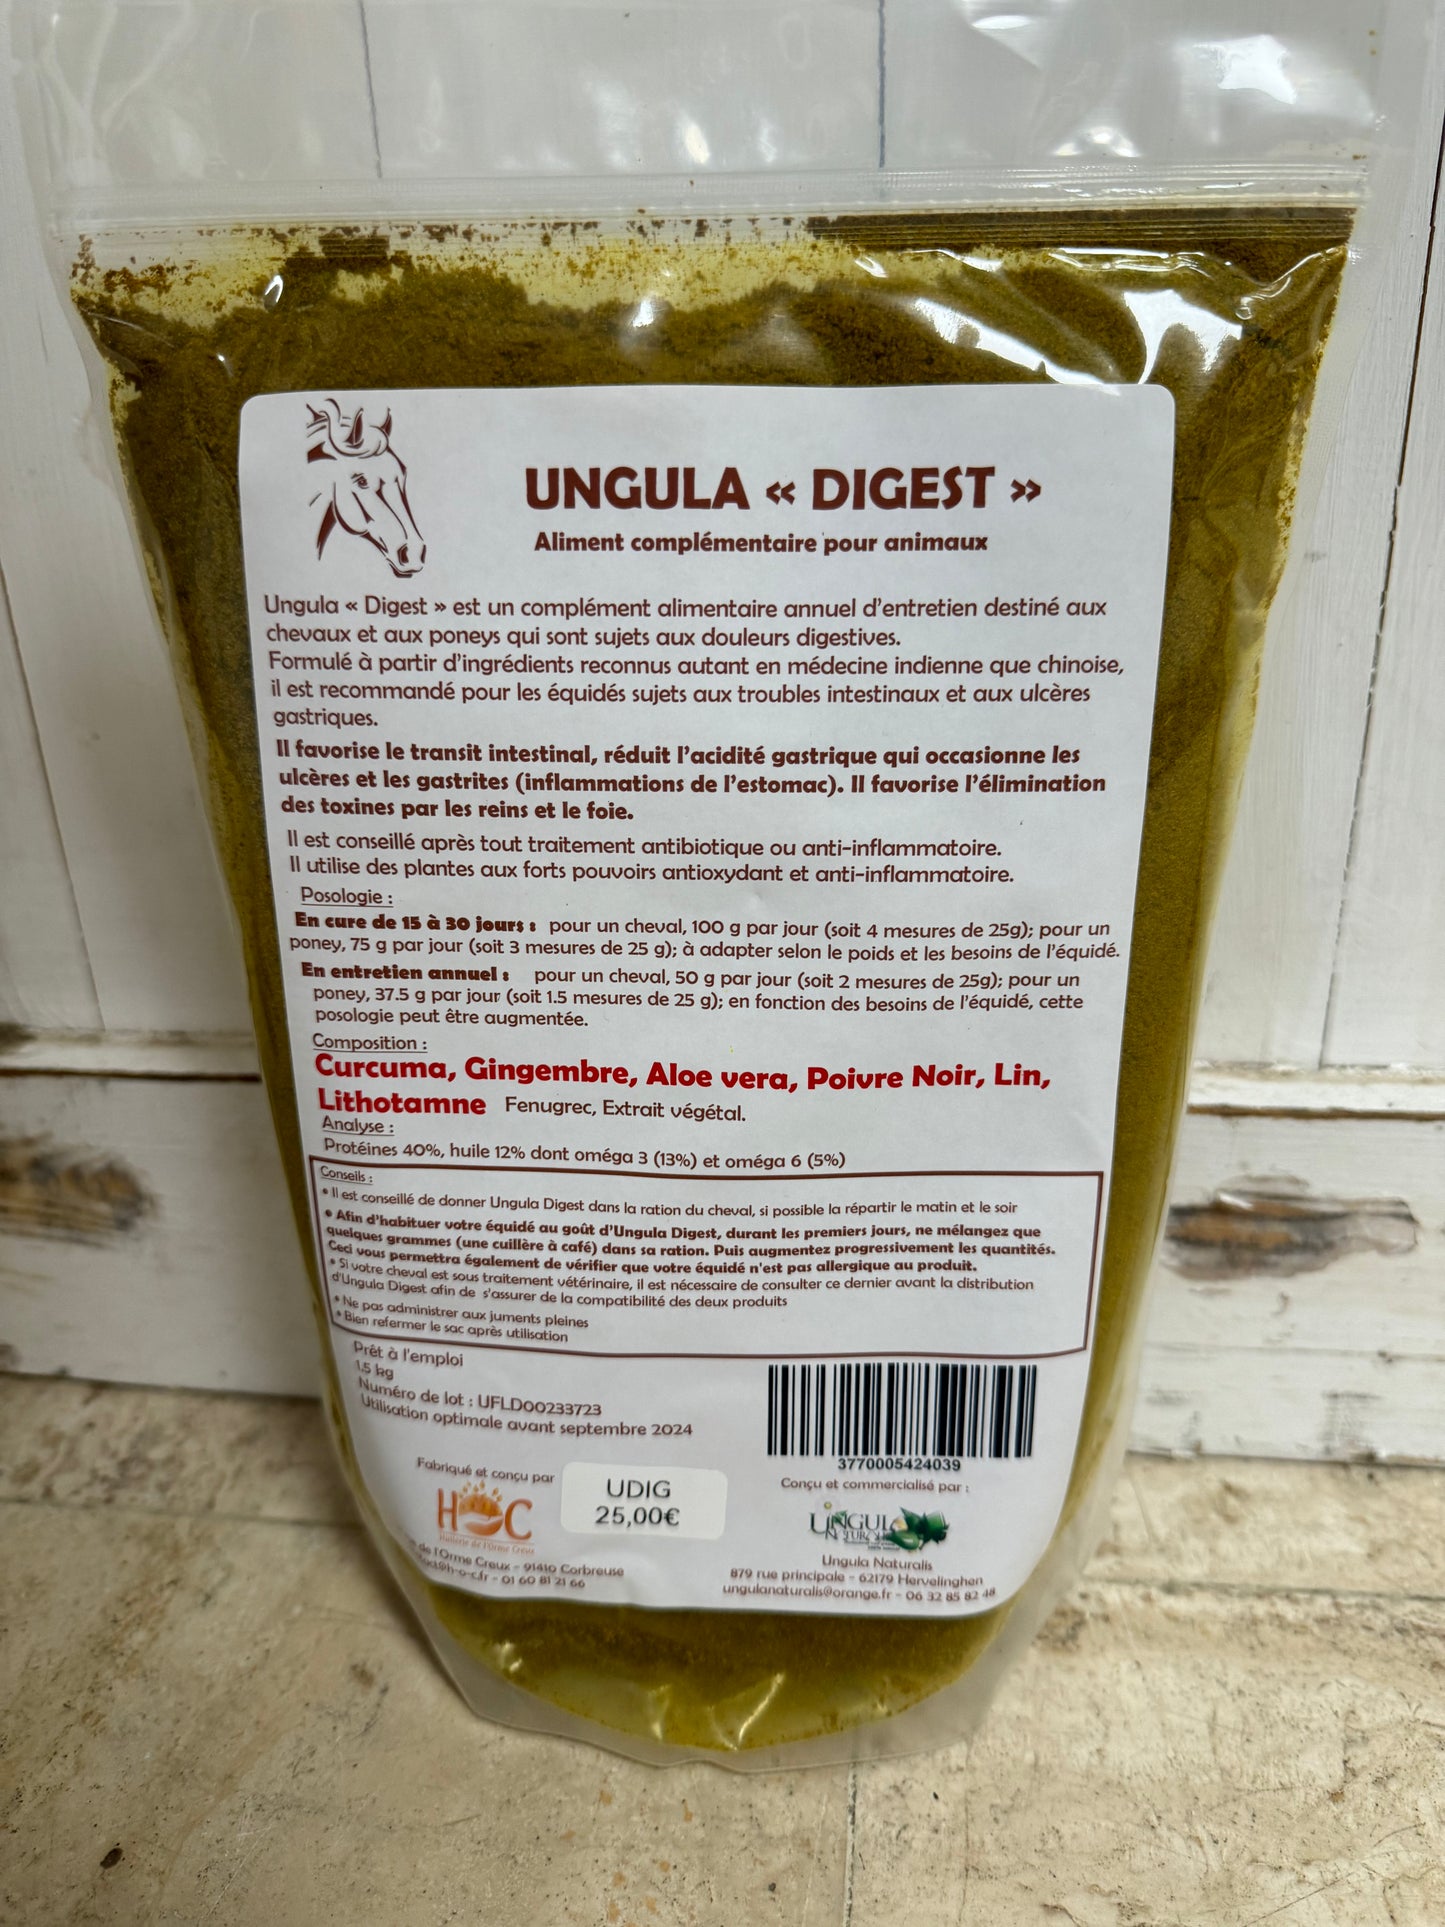 UNGULA « DIGEST »
Aliment complémentaire pour animaux
Ungula « Digest » est un complément alimentaire annuel d'entretien destiné aux
chevaux et aux poneys qui sont sujets aux douleurs digestives.
Formulé à partir d'ingrédients reconnus autant en médecine indienne que chinoise,
il est recommandé pour les équidés sujets aux troubles intestinaux et aux ulcères
gastriques.
Il favorise le transit intestinal, réduit l'acidité gastrique qui occasionne les
ulcères et les gastrites (inflammations de l'estomac). Il favorise l'élimination
des toxines par les reins et le foie.
Il est conseillé après tout traitement antibiotique ou anti-inflammatoire.
Il utilise des plantes aux forts pouvoirs antioxydant et anti-inflammatoire.
Posologie :
En cure de 15 à 30 jours : pour un cheval, 100 g par jour (soit 4 mesures de 25g); pour un
poney, 75 g par jour (soit 3 mesures de 25 g); à adapter selon le poids et les besoins de l'équidé.
En entretien annuel : pour un cheval, 50 g par jour (soit 2 mesures de 25g); pour un
poney, 37.5 g par jour (soit 1.5 mesures de 25 g); en fonction des besoins de l'équidé, cette
posologie peut être augmentée.
Composition :
Curcuma, Gingembre, Aloe vera, Poivre Noir, Lin,
Lithotamne Fenugrec, Extrait végétal.
Analyse :
Protéines 40%, huile 12% dont oméga 3 (13%) et oméga 6 (5%)
Conseils :
• Il est conseillé de donner Ungula Digest dans la ration du cheval, si possible la répartir le matin et le soir
• Afin d'habituer votre équidé au goût d'Ungula Digest, durant les premiers jours, ne mélangez que
quelques grammes (une cuillère à café) dans sa ration. Puis augmentez progressivement les quantités.
Ceci vous permettra également de vérifier que votre équidé n'est pas allergique au produit.
• Si votre cheval est sous traitement vétérinaire, il est nécessaire de consulter ce dernier avant la distribution
d'Ungula Digest afin de s'assurer de la compatibilité des deux produits
• Ne pas administrer aux juments pleines
• Bien refermer le sac après utilisation
Prêt à l'emploi
1,5 kg
Numéro de lot : UFLD00233723
Utilisation optimale avant septembre 2024
3770005424039
Fabriqué et conçu par
HOC
Huilerie de l'Orme Creux
de l'Orme Creux - 91410 Corbreuse
@h-o-c.fr - 01 60 81 21 66
UDIG
25,00€
Conçu et commercialisé par :
UNGULA
NATURALIS
Ungula Naturalis
879 rue principale - 62179 Hervelinghen
ungulanaturalis@orange.fr - 06 32 85 82 48